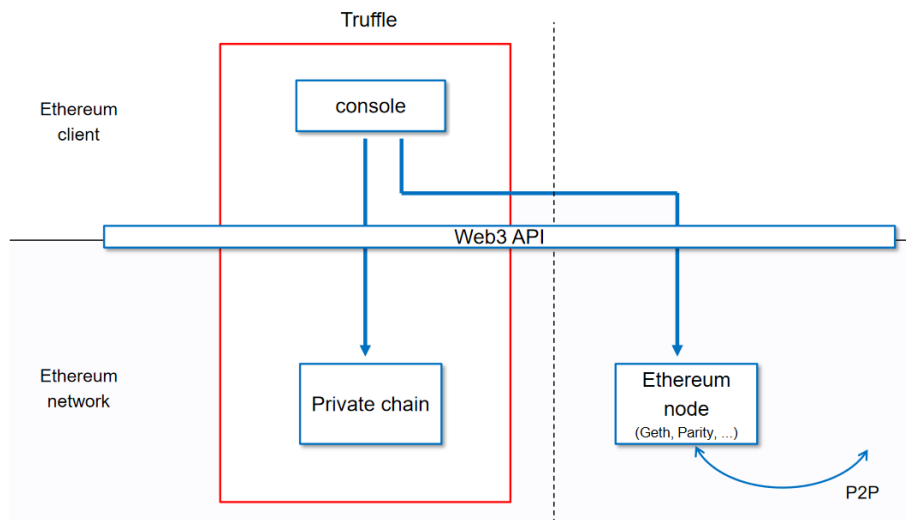 Truffle
Ethereum
client
console
Web3 API
Ethereum
network
Private chain
Ethereum
node
(Geth, Parity, ...)
P2P